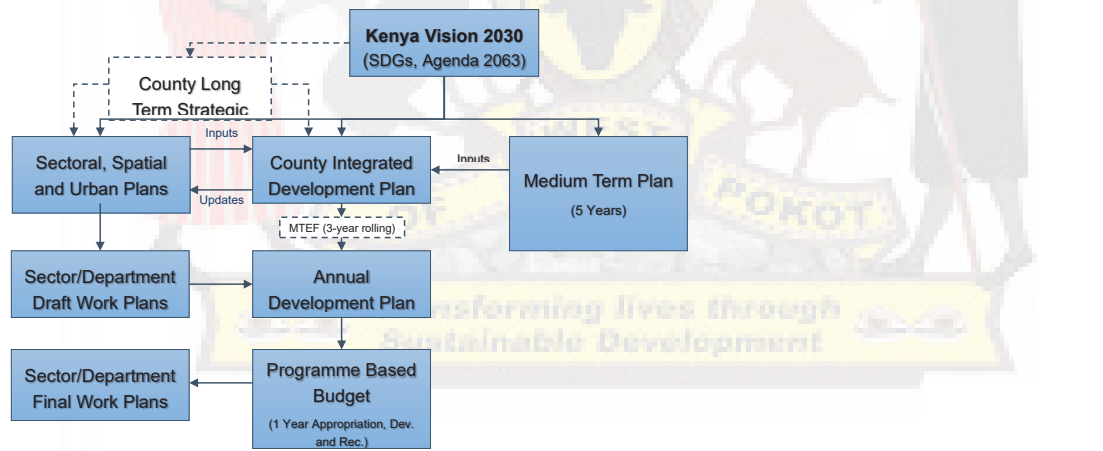 Kenya Vision 2030
(SDGs, Agenda 2063)
County Long
Term Strategic
Inputs
Sectoral, Spatial
and Urban Plans
County Integrated
Development Plan
Inputs
Medium Term Plan
(5 Years)
Updates
MTEF (3-year rolling)
Sector/Department
Draft Work Plans
Annual
Development Plan
Sector/Department
Final Work Plans
Programme Based
Budget
(1 Year Appropriation, Dev.
and Rec.)
WEST
OF
POKOT
nsforming lives through
Sustainable Development